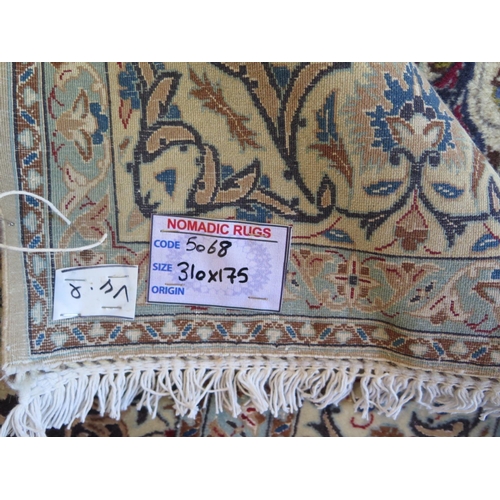 NOMADIC RUGS
CODE 5068
SIZE 310x175
ORIGIN